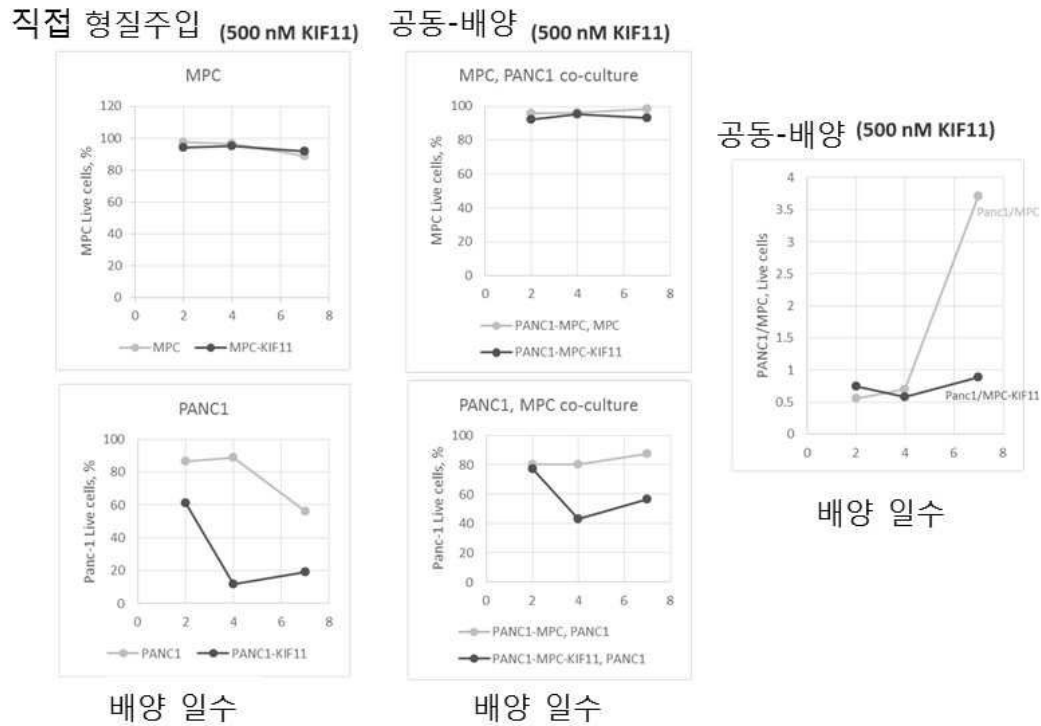 직접 형질주입 (500 nM KIF11)
MPC
120
100
80
60
40
20
0
MPC Live cells, %
0 2 4 6 8
MPC MPC-KIF11
PANC1
100
80
60
40
20
0
Panc-1 Live cells, %
0 2 4 6 8
PANC1 PANC1-KIF11
배양 일수
공동-배양 (500 nM KIF11)
MPC, PANC1 co-culture
100
80
60
40
20
0
MPC Live cells, %
0 2 4 6 8
PANC1-MPC, MPC
PANC1-MPC-KIF11
PANC1, MPC co-culture
100
80
60
40
20
0
Panc-1 Live cells, %
0 2 4 6 8
PANC1-MPC, PANC1
PANC1-MPC-KIF11, PANC1
배양 일수
공동-배양 (500 nM KIF11)
4
3.5
3
2.5
2
1.5
1
0.5
0
PANC1/MPC, Live cells
Panc1/MPC
Panc1/MPC-KIF11
0 2 4 6 8
배양 일수